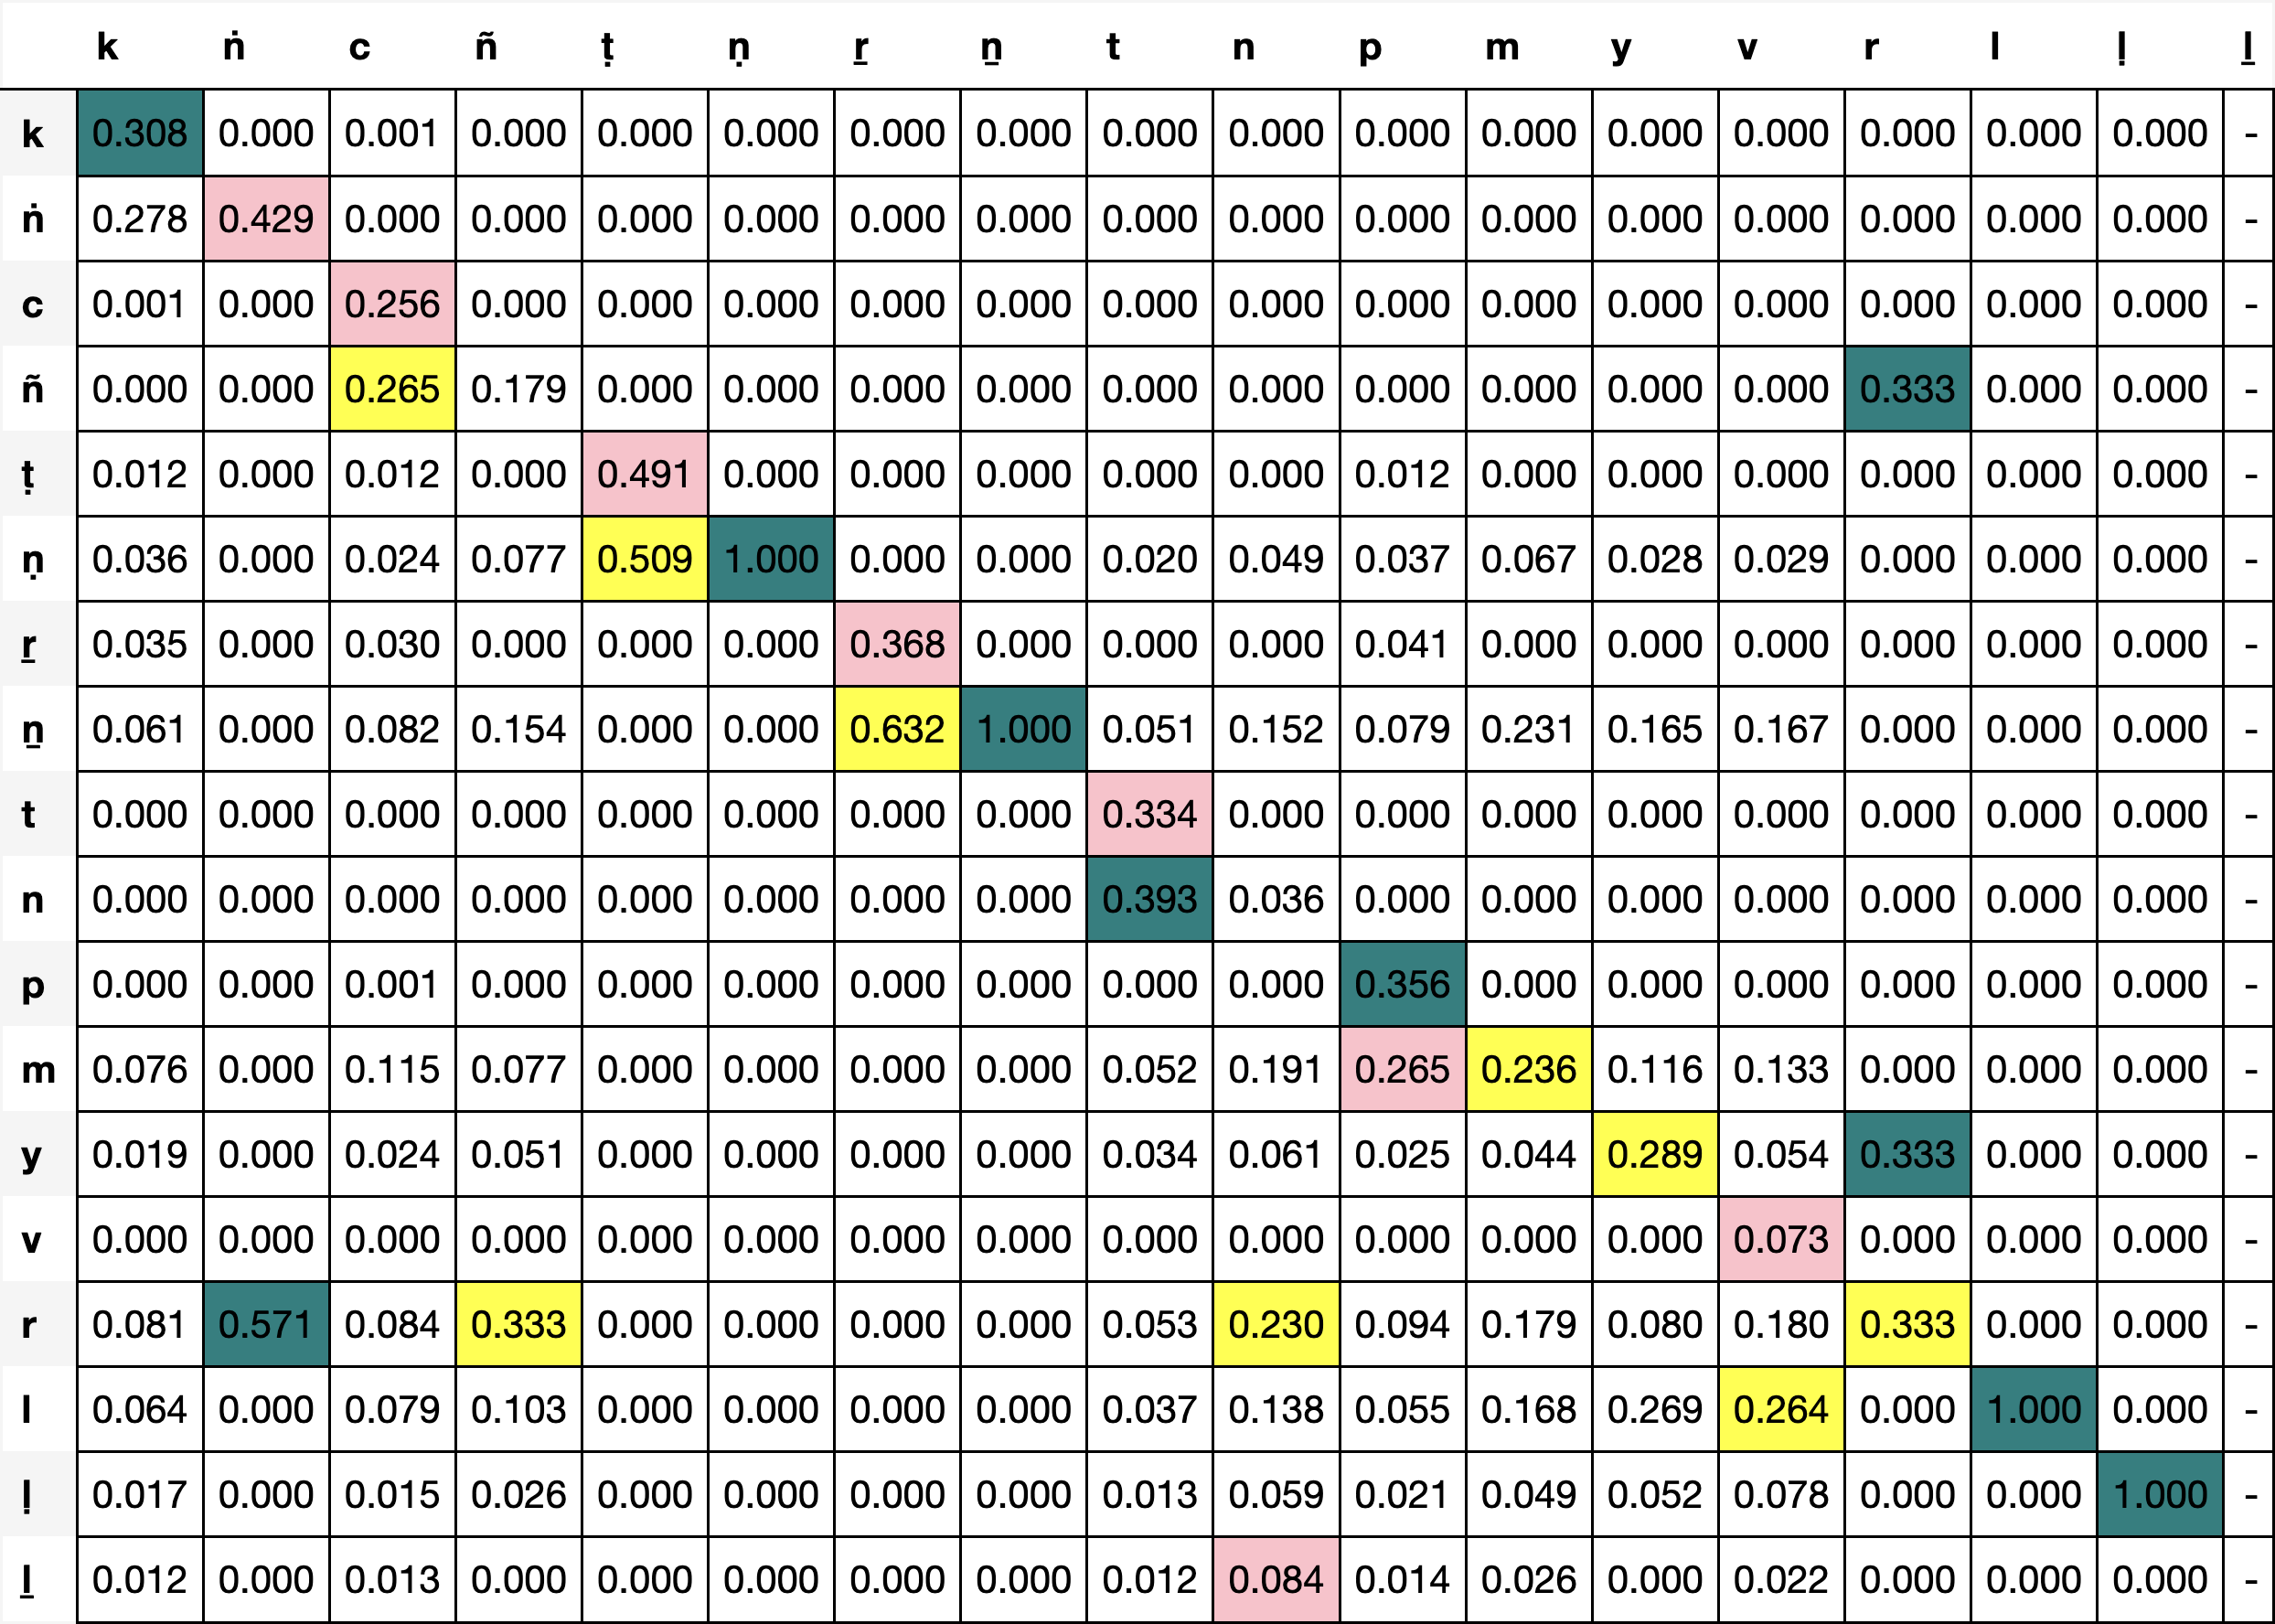 k ṅ c ñ ṭ ṇ ṟ ṉ t n p m y v r l ḷ ḻ
k 0.308 0.000 0.001 0.000 0.000 0.000 0.000 0.000 0.000 0.000 0.000 0.000 0.000 0.000 0.000 0.000 0.000 -
ṅ 0.278 0.429 0.000 0.000 0.000 0.000 0.000 0.000 0.000 0.000 0.000 0.000 0.000 0.000 0.000 0.000 0.000 -
c 0.001 0.000 0.256 0.000 0.000 0.000 0.000 0.000 0.000 0.000 0.000 0.000 0.000 0.000 0.000 0.000 0.000 -
ñ 0.000 0.000 0.265 0.179 0.000 0.000 0.000 0.000 0.000 0.000 0.000 0.000 0.000 0.000 0.333 0.000 0.000 -
ṭ 0.012 0.000 0.012 0.000 0.491 0.000 0.000 0.000 0.000 0.000 0.012 0.000 0.000 0.000 0.000 0.000 0.000 -
ṇ 0.036 0.000 0.024 0.077 0.509 1.000 0.000 0.000 0.020 0.049 0.037 0.067 0.028 0.029 0.000 0.000 0.000 -
ṟ 0.035 0.000 0.030 0.000 0.000 0.000 0.368 0.000 0.000 0.000 0.041 0.000 0.000 0.000 0.000 0.000 0.000 -
ṉ 0.061 0.000 0.082 0.154 0.000 0.000 0.632 1.000 0.051 0.152 0.079 0.231 0.165 0.167 0.000 0.000 0.000 -
t 0.000 0.000 0.000 0.000 0.000 0.000 0.000 0.000 0.334 0.000 0.000 0.000 0.000 0.000 0.000 0.000 0.000 -
n 0.000 0.000 0.000 0.000 0.000 0.000 0.000 0.000 0.393 0.036 0.000 0.000 0.000 0.000 0.000 0.000 0.000 -
p 0.000 0.000 0.001 0.000 0.000 0.000 0.000 0.000 0.000 0.000 0.356 0.000 0.000 0.000 0.000 0.000 0.000 -
m 0.076 0.000 0.115 0.077 0.000 0.000 0.000 0.000 0.052 0.191 0.265 0.236 0.116 0.133 0.000 0.000 0.000 -
y 0.019 0.000 0.024 0.051 0.000 0.000 0.000 0.000 0.034 0.061 0.025 0.044 0.289 0.054 0.333 0.000 0.000 -
v 0.000 0.000 0.000 0.000 0.000 0.000 0.000 0.000 0.000 0.000 0.000 0.000 0.000 0.073 0.000 0.000 0.000 -
r 0.081 0.571 0.084 0.333 0.000 0.000 0.000 0.000 0.053 0.230 0.094 0.179 0.080 0.180 0.333 0.000 0.000 -
l 0.064 0.000 0.079 0.103 0.000 0.000 0.000 0.000 0.037 0.138 0.055 0.168 0.269 0.264 0.000 1.000 0.000 -
ḷ 0.017 0.000 0.015 0.026 0.000 0.000 0.000 0.000 0.013 0.059 0.021 0.049 0.052 0.078 0.000 0.000 1.000 -
ḻ 0.012 0.000 0.013 0.000 0.000 0.000 0.000 0.000 0.012 0.084 0.014 0.026 0.000 0.022 0.000 0.000 0.000 -